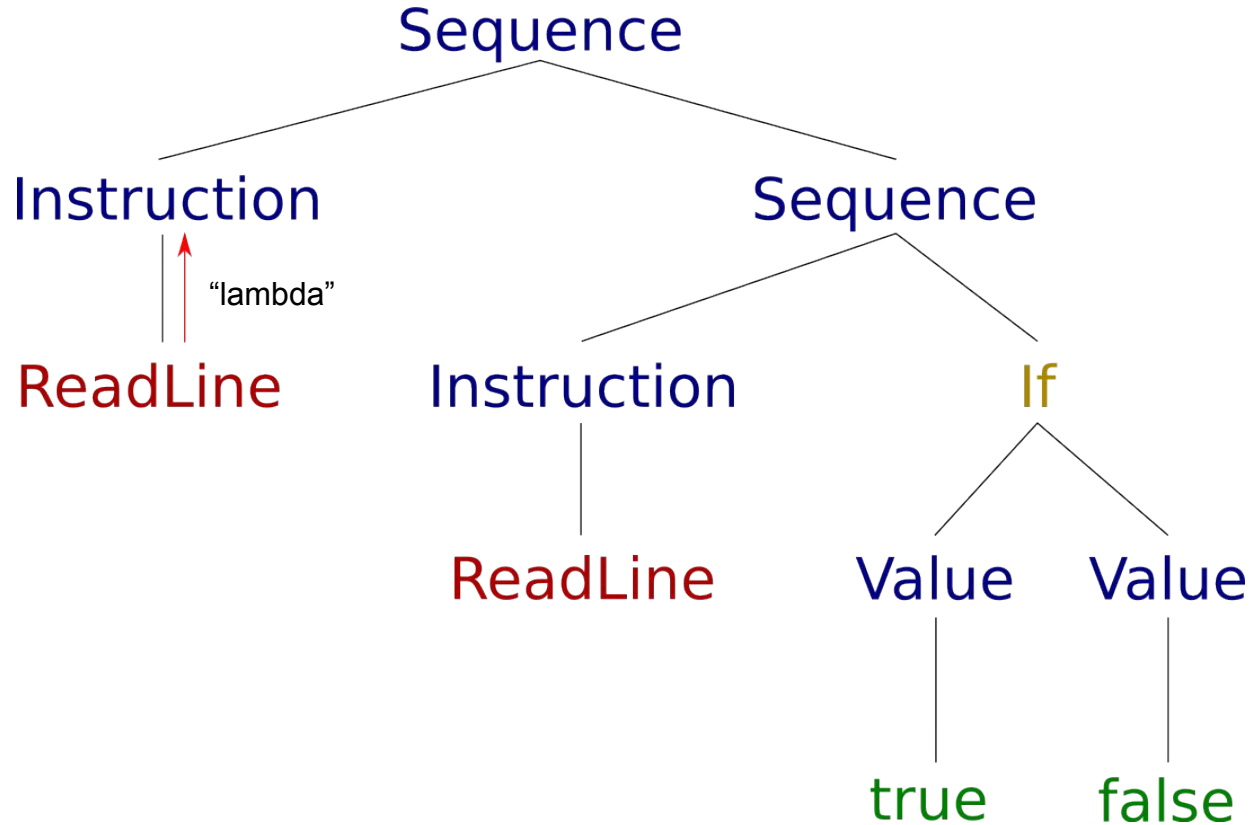 Sequence
Instruction Sequence
“lambda”
ReadLine Instruction If
ReadLine Value Value
true false